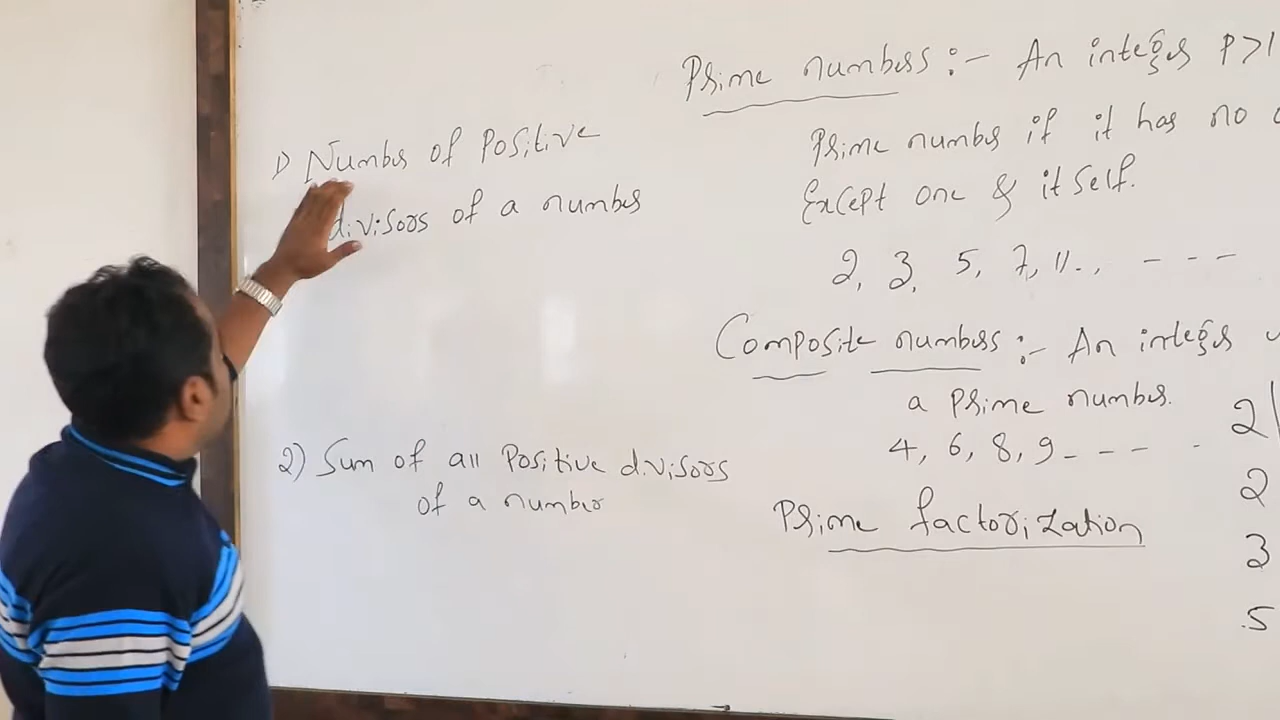 1) Number of Positive
divisors of a number
2) Sum of all Positive divisors
of a number
Prime numbers :- An integer P>1
Prime number if it has no
Except one & itself.
2, 3, 5, 7, 11.., - - -
Composite numbers :- An integer
a Prime number.
4, 6, 8, 9 - - - -
Prime factorization
2|
2
3
5